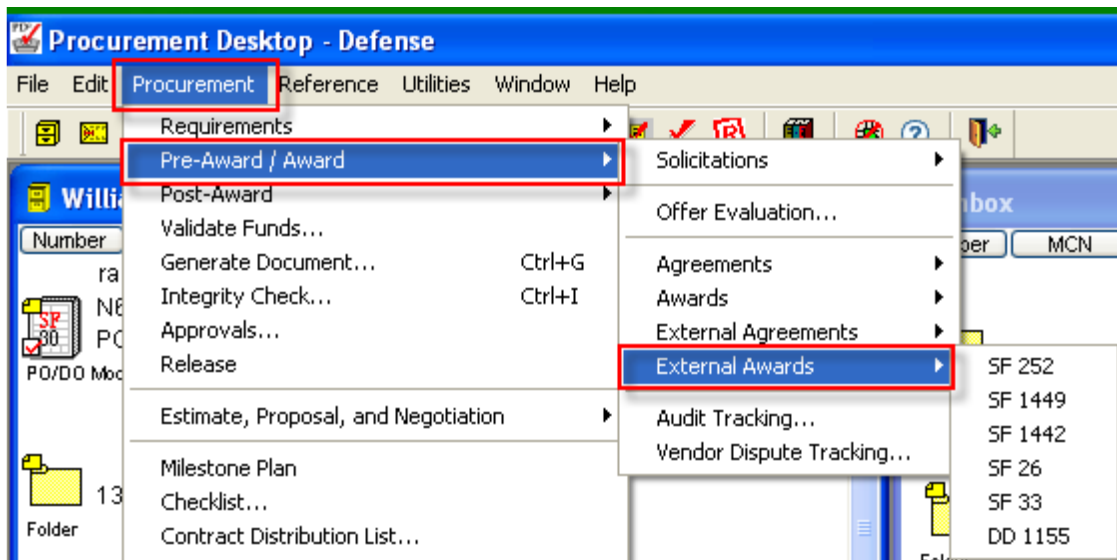 Procurement Desktop - Defense
File Edit Procurement Reference Utilities Window Help
Requirements
Pre-Award / Award
Post-Award
Validate Funds...
Generate Document... Ctrl+G
Integrity Check... Ctrl+I
Approvals...
Release
Estimate, Proposal, and Negotiation
Milestone Plan
Checklist...
Contract Distribution List...
Solicitations
Offer Evaluation...
Agreements
Awards
External Agreements
External Awards
Audit Tracking...
Vendor Dispute Tracking...
SF 252
SF 1449
SF 1442
SF 26
SF 33
DD 1155
Number
SF
30
PO/DO
13
Folder
MCN